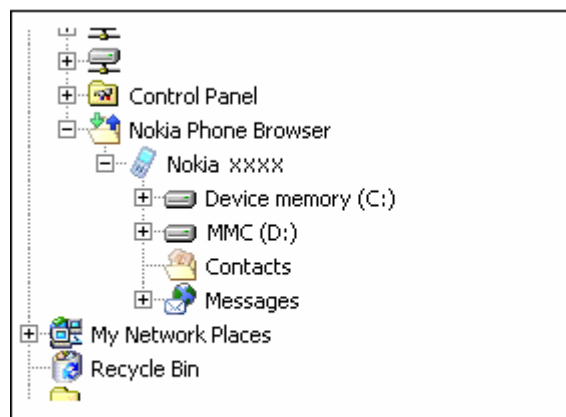 Control Panel
Nokia Phone Browser
Nokia xxxx
Device memory (C:)
MMC (D:)
Contacts
Messages
My Network Places
Recycle Bin